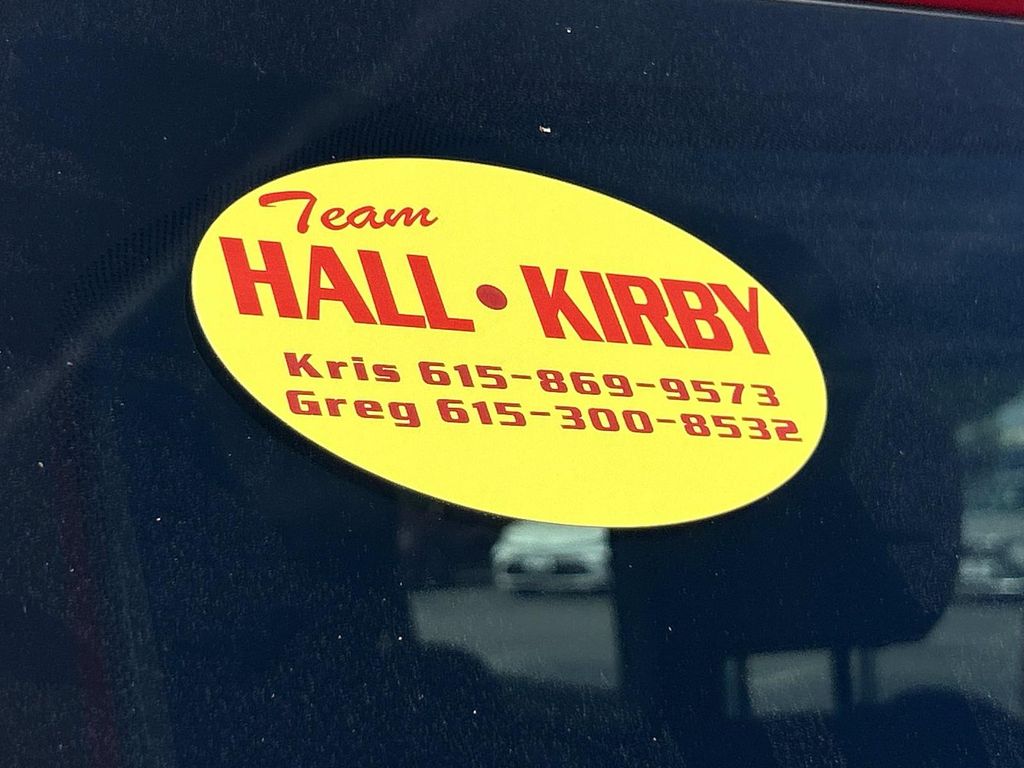 Team
HALL • KIRBY
Kris 615-869-9573
Greg 615-300-8532